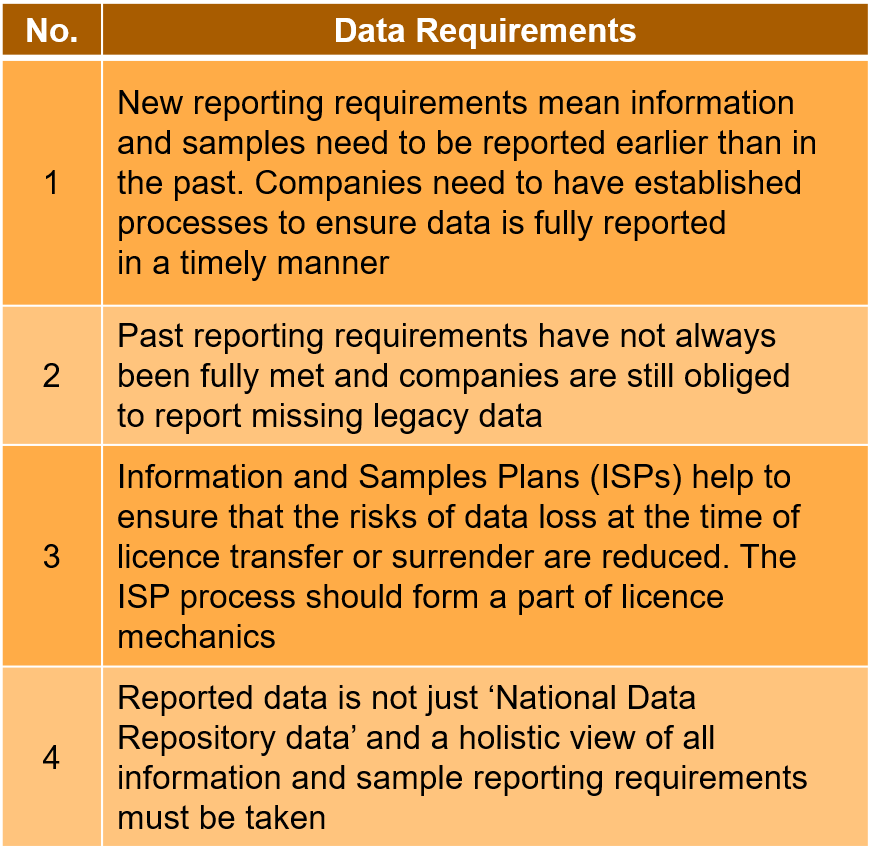 No. Data Requirements
New reporting requirements mean information
and samples need to be reported earlier than in
1 the past. Companies need to have established
processes to ensure data is fully reported
in a timely manner
Past reporting requirements have not always
2 been fully met and companies are still obliged
to report missing legacy data
Information and Samples Plans (ISPs) help to
ensure that the risks of data loss at the time of
3 licence transfer or surrender are reduced. The
ISP process should form a part of licence
mechanics
Reported data is not just ‘National Data
Repository data’ and a holistic view of all
4 information and sample reporting requirements
must be taken